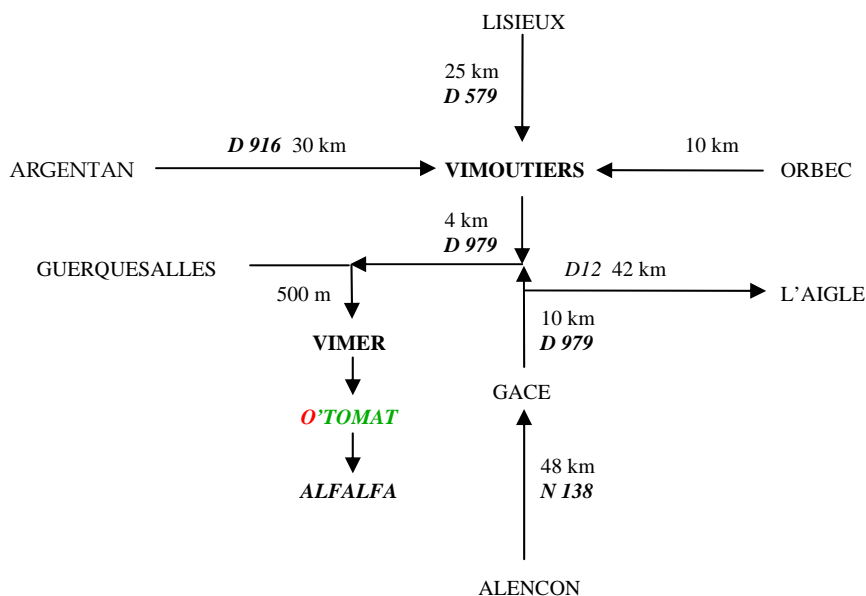 LISIEUX
25 km
D 579
D 916 30 km
10 km
ARGENTAN
VIMOUTIERS
ORBEC
4 km
D 979
GUERQUESALLES
D12 42 km
500 m
L'AIGLE
10 km
D 979
VIMER
GACE
O'TOMAT
48 km
N 138
ALFALFA
ALENCON